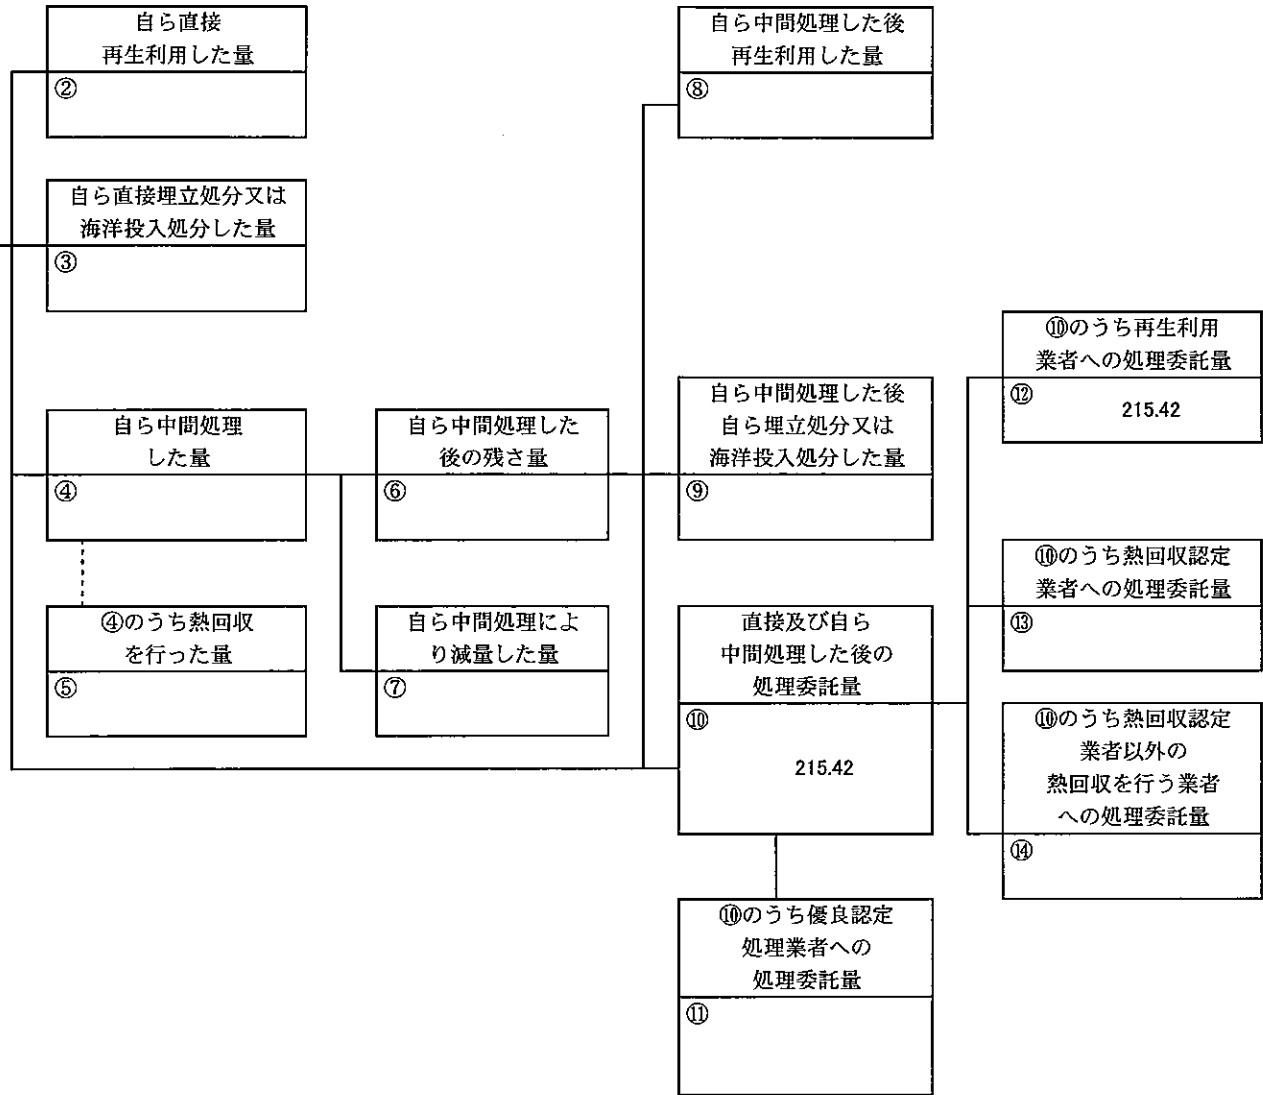 自ら直接
再生利用した量
②
自ら中間処理した後
再生利用した量
⑧
自ら直接埋立処分又は
海洋投入処分した量
③
⑩のうち再生利用
業者への処理委託量
⑫
215.42
自ら中間処理
した量
④
自ら中間処理した
後の残さ量
⑥
自ら中間処理した後
自ら埋立処分又は
海洋投入処分した量
⑨
⑩のうち熱回収認定
業者への処理委託量
⑬
④のうち熱回収
を行った量
⑤
自ら中間処理によ
り減量した量
⑦
直接及び自ら
中間処理した後の
処理委託量
⑩
215.42
⑩のうち熱回収認定
業者以外の
熱回収を行う業者
への処理委託量
⑭
⑩のうち優良認定
処理業者への
処理委託量
⑪